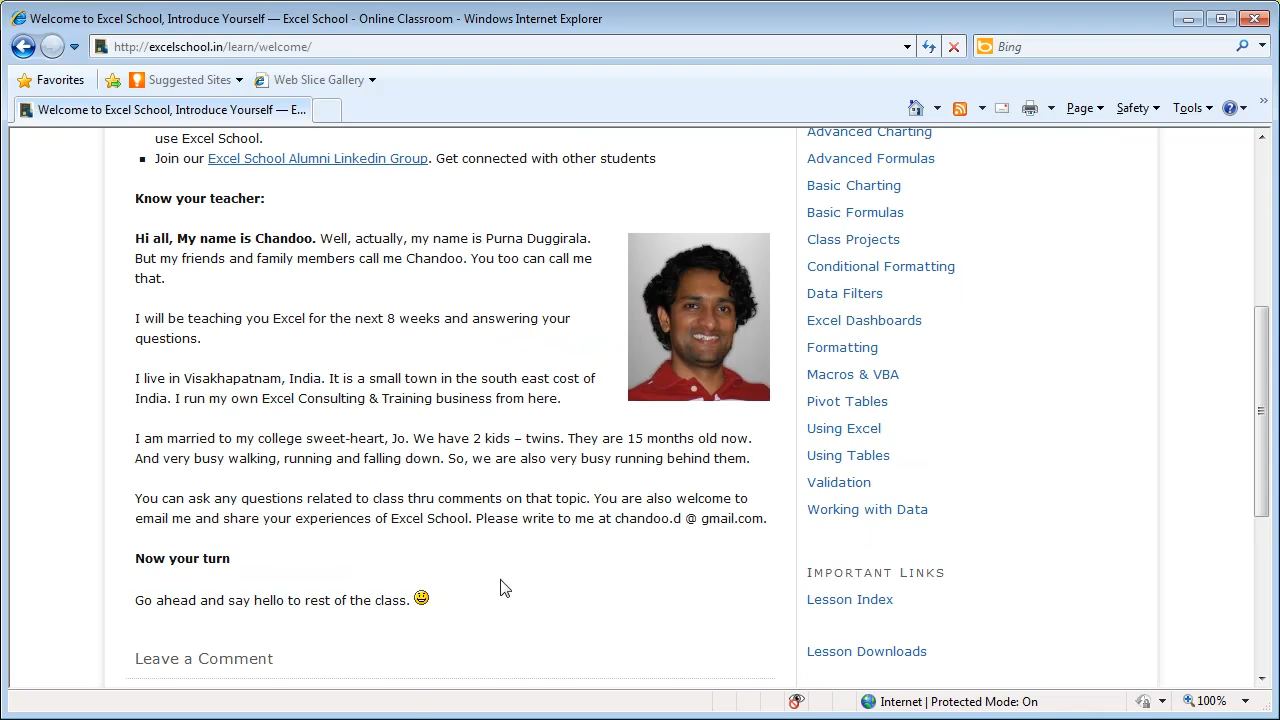 Welcome to Excel School, Introduce Yourself — Excel School - Online Classroom - Windows Internet Explorer
http://excelschool.in/learn/welcome/
Bing
Favorites
Suggested Sites
Web Slice Gallery
Welcome to Excel School, Introduce Yourself — E...
Page
Safety
Tools
use Excel School.
Join our Excel School Alumni Linkedin Group. Get connected with other students
Know your teacher:
Hi all, My name is Chandoo. Well, actually, my name is Purna Duggirala.
But my friends and family members call me Chandoo. You too can call me
that.
I will be teaching you Excel for the next 8 weeks and answering your
questions.
I live in Visakhapatnam, India. It is a small town in the south east cost of
India. I run my own Excel Consulting & Training business from here.
I am married to my college sweet-heart, Jo. We have 2 kids – twins. They are 15 months old now.
And very busy walking, running and falling down. So, we are also very busy running behind them.
You can ask any questions related to class thru comments on that topic. You are also welcome to
email me and share your experiences of Excel School. Please write to me at chandoo.d @ gmail.com.
Now your turn
Go ahead and say hello to rest of the class.
Leave a Comment
Advanced Charting
Advanced Formulas
Basic Charting
Basic Formulas
Class Projects
Conditional Formatting
Data Filters
Excel Dashboards
Formatting
Macros & VBA
Pivot Tables
Using Excel
Using Tables
Validation
Working with Data
IMPORTANT LINKS
Lesson Index
Lesson Downloads
Internet | Protected Mode: On
100%